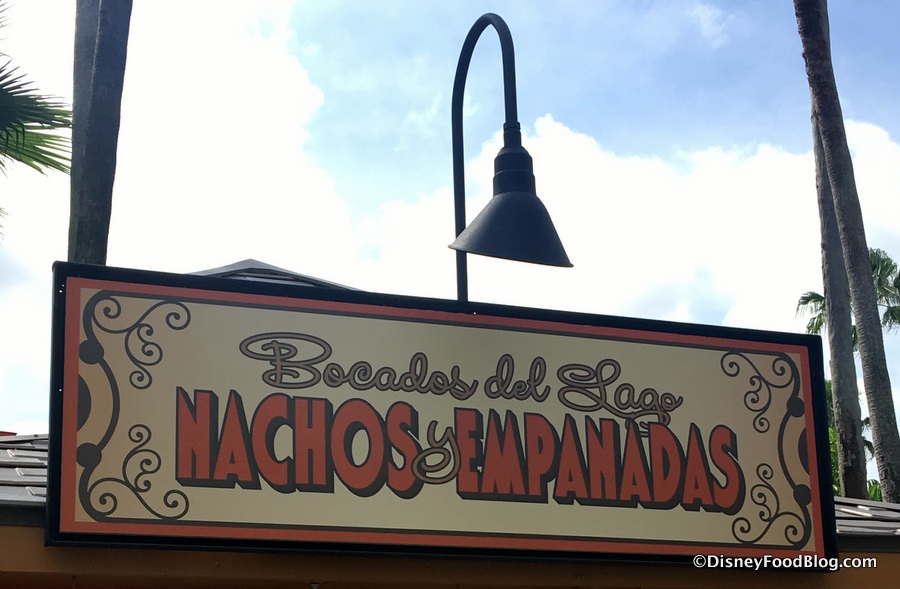 Bocados del Lago
NACHOS y EMPANADAS
©DisneyFoodBlog.com